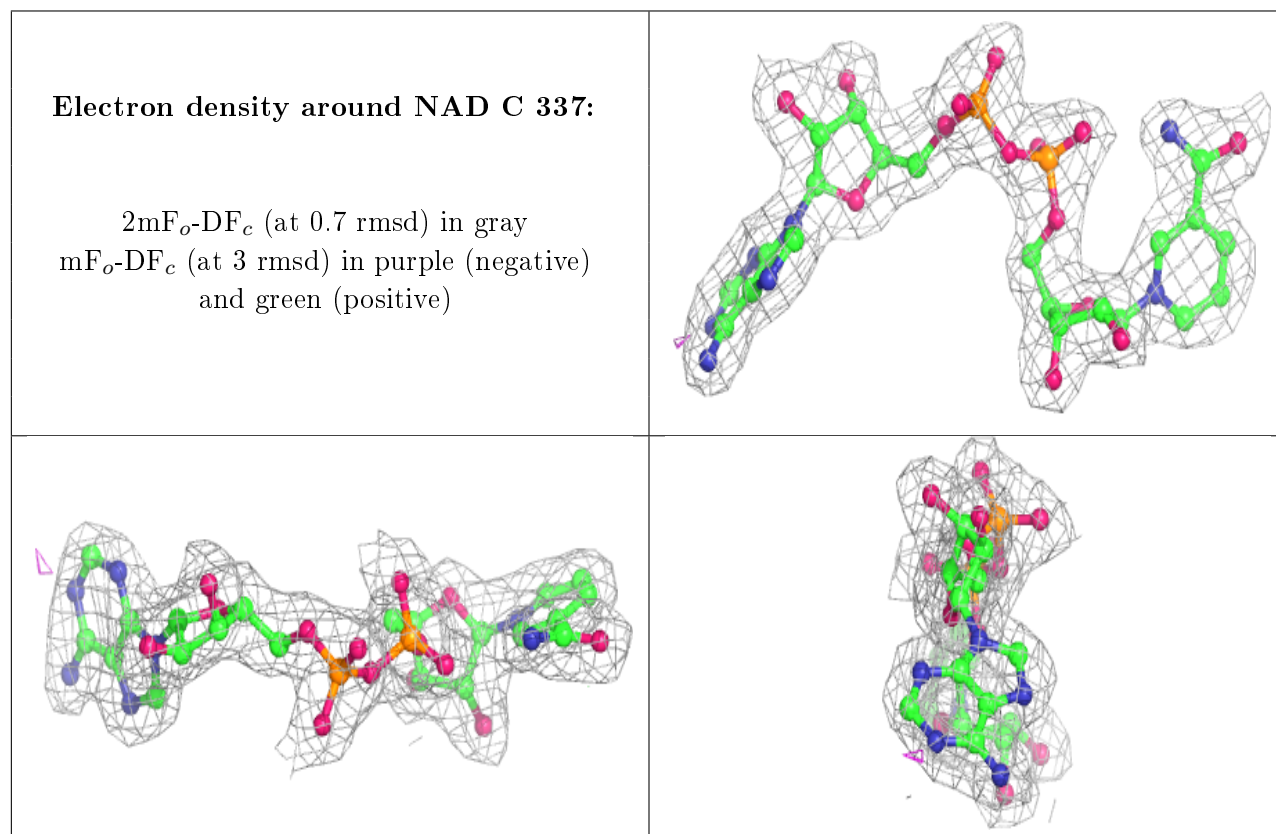 Electron density around NAD C 337:
2mFo-DFc (at 0.7 rmsd) in gray
mFo-DFc (at 3 rmsd) in purple (negative)
and green (positive)